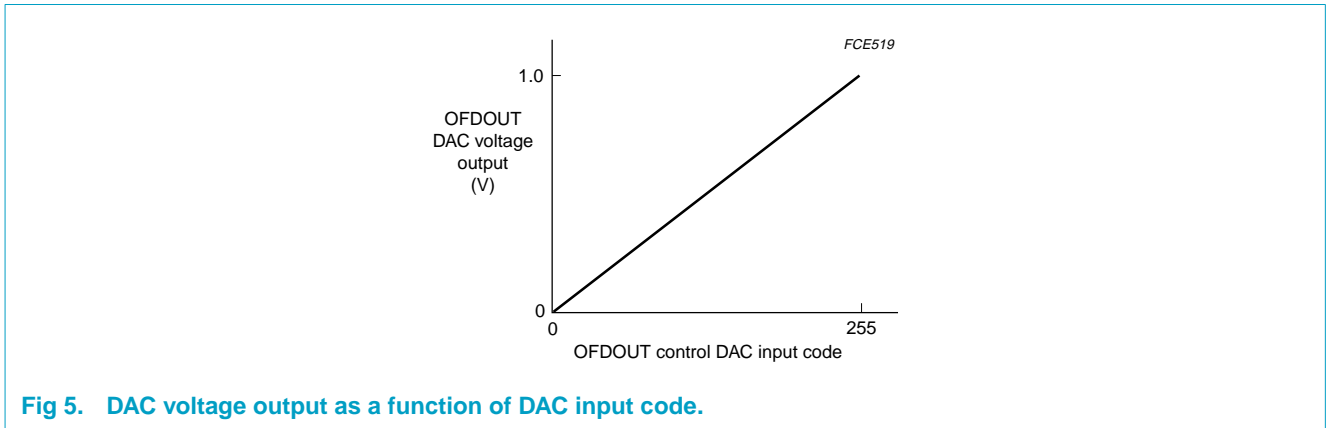 FCE519
1.0
OFDOUT
DAC voltage
output
(V)
0
0
255
OFDOUT control DAC input code
Fig 5. DAC voltage output as a function of DAC input code.